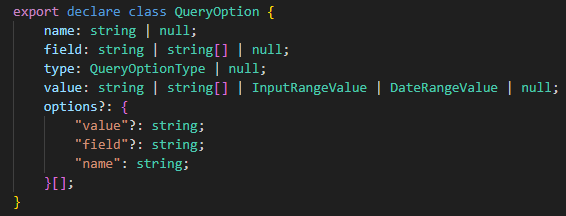 export declare class QueryOption {
    name: string | null;
    field: string | string[] | null;
    type: QueryOptionType | null;
    value: string | string[] | InputRangeValue | DateRangeValue | null;
    options?: {
        "value"?: string;
        "field"?: string;
        "name": string;
    }[];
}